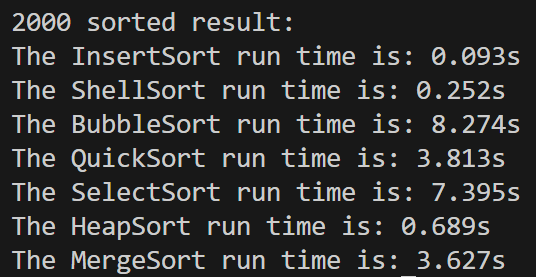 2000 sorted result:
The InsertSort run time is: 0.093s
The ShellSort run time is: 0.252s
The BubbleSort run time is: 8.274s
The QuickSort run time is: 3.813s
The SelectSort run time is: 7.395s
The HeapSort run time is: 0.689s
The MergeSort run time is: 3.627s